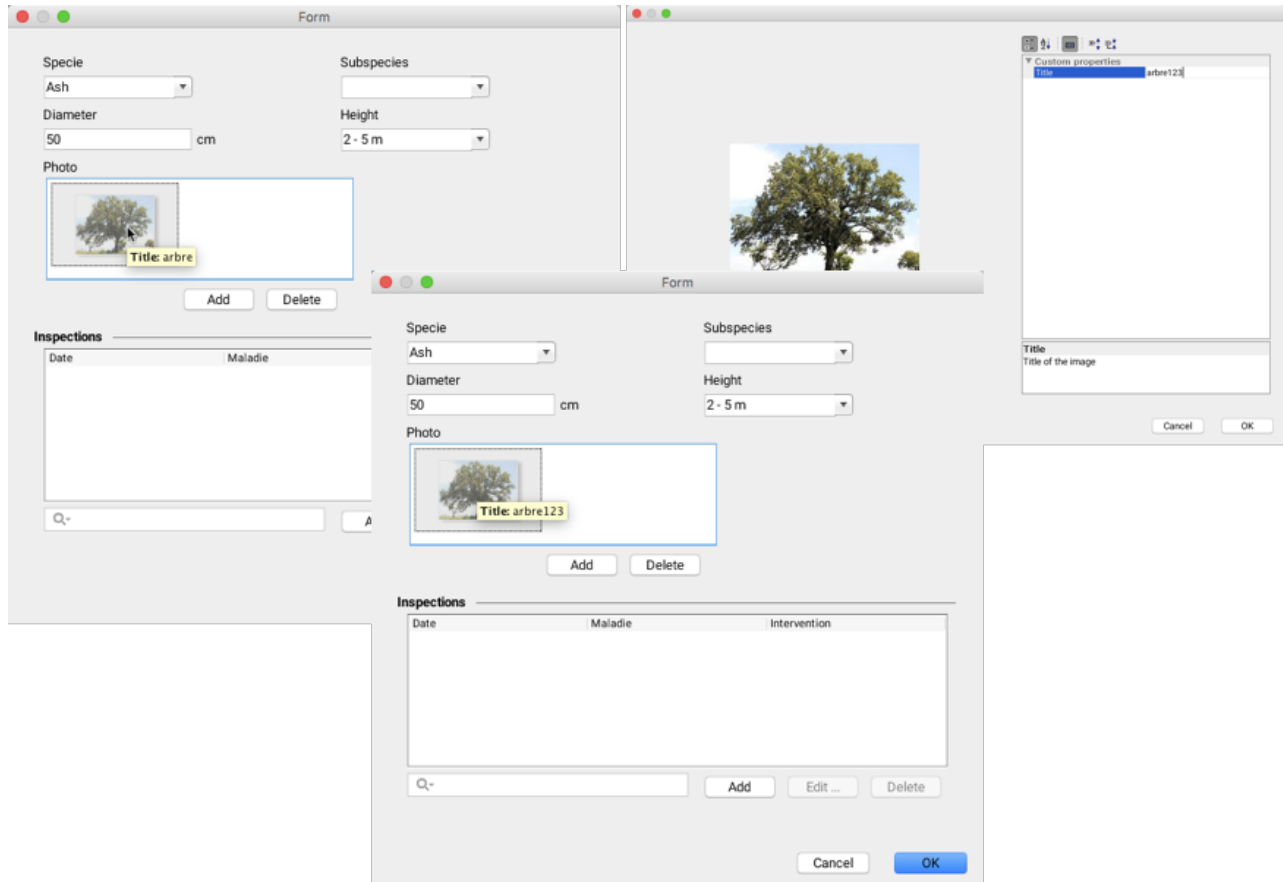 Form
Specie
Subspecies
Ash
Diameter
Height
50 cm
2 - 5 m
Photo
Title: arbre
Add
Delete
Inspections
Date
Maladie
A
Custom properties
Title
arbre123
Title
Title of the image
Cancel
OK
Form
Specie
Subspecies
Ash
Diameter
Height
50 cm
2 - 5 m
Photo
Title: arbre123
Add
Delete
Inspections
Date
Maladie
Intervention
Add
Edit ...
Delete
Cancel
OK